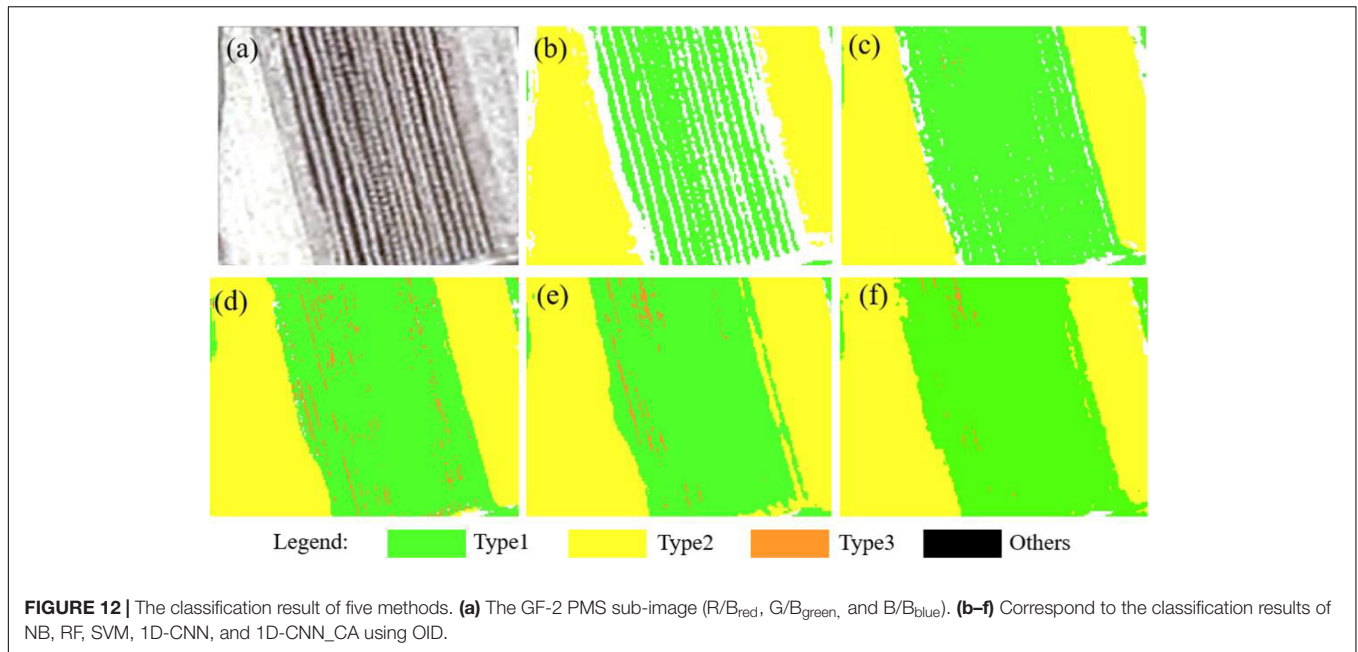 (a)
(b)
(c)
(d)
(e)
(f)
Legend: Type1 Type2 Type3 Others
FIGURE 12 | The classification result of five methods. (a) The GF-2 PMS sub-image (R/Bred, G/Bgreen, and B/Bblue). (b–f) Correspond to the classification results of
NB, RF, SVM, 1D-CNN, and 1D-CNN_CA using OID.